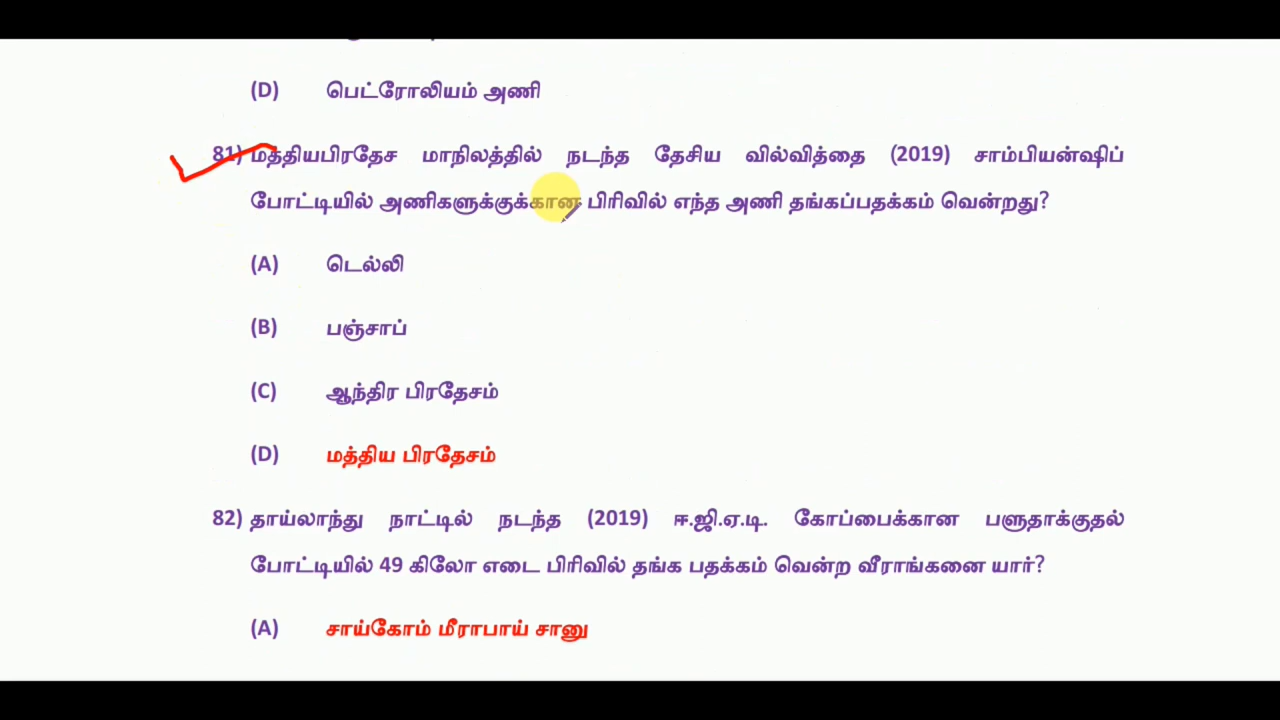 (D) பெட்ரோலியம் அணி
81) மத்தியபிரதேச மாநிலத்தில் நடந்த தேசிய வில்வித்தை (2019) சாம்பியன்ஷிப்
போட்டியில் அணிகளுக்குக்கான பிரிவில் எந்த அணி தங்கப்பதக்கம் வென்றது?
(A) டெல்லி
(B) பஞ்சாப்
(C) ஆந்திர பிரதேசம்
(D) மத்திய பிரதேசம்
82) தாய்லாந்து நாட்டில் நடந்த (2019) ஈ.ஜி.ஏ.டி. கோப்பைக்கான பளுதாக்குதல்
போட்டியில் 49 கிலோ எடை பிரிவில் தங்க பதக்கம் வென்ற வீராங்கனை யார்?
(A) சாய்கோம் மீராபாய் சானு